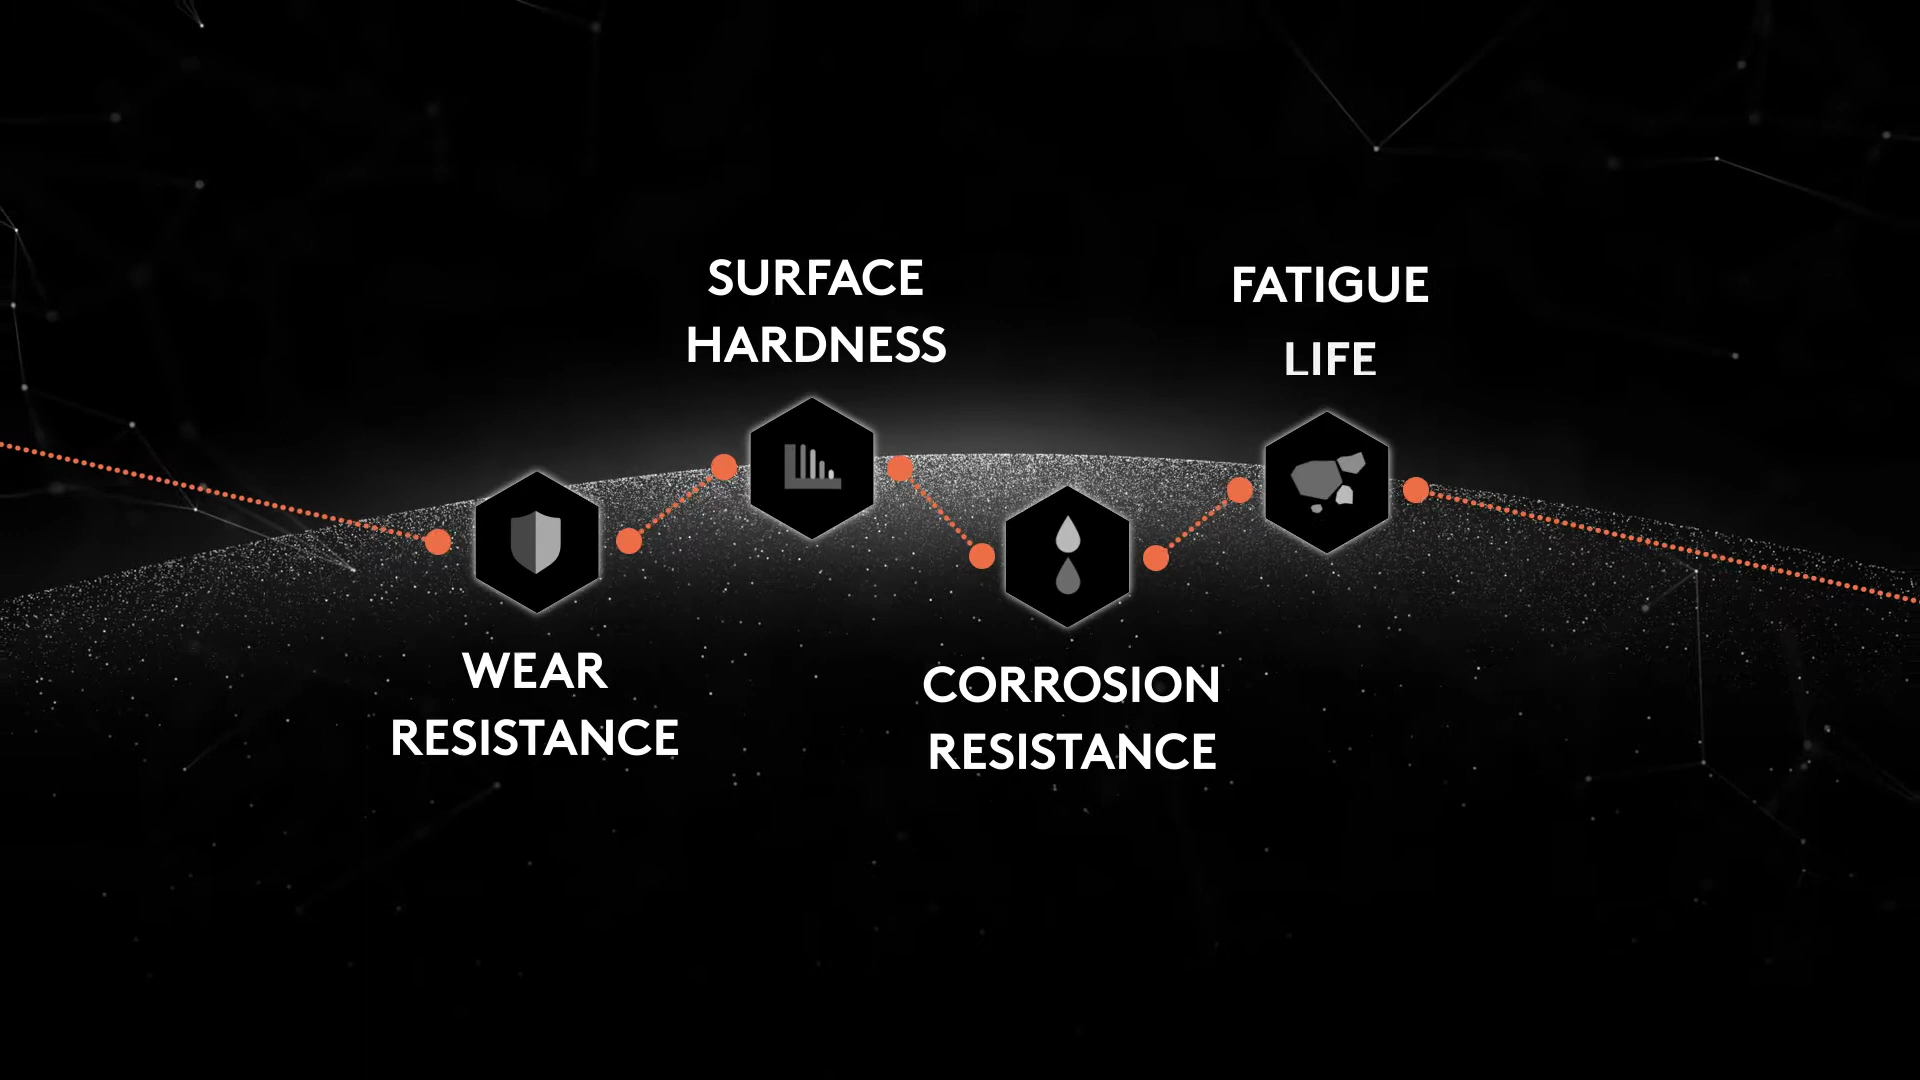 SURFACE
HARDNESS
FATIGUE
LIFE
WEAR
RESISTANCE
CORROSION
RESISTANCE